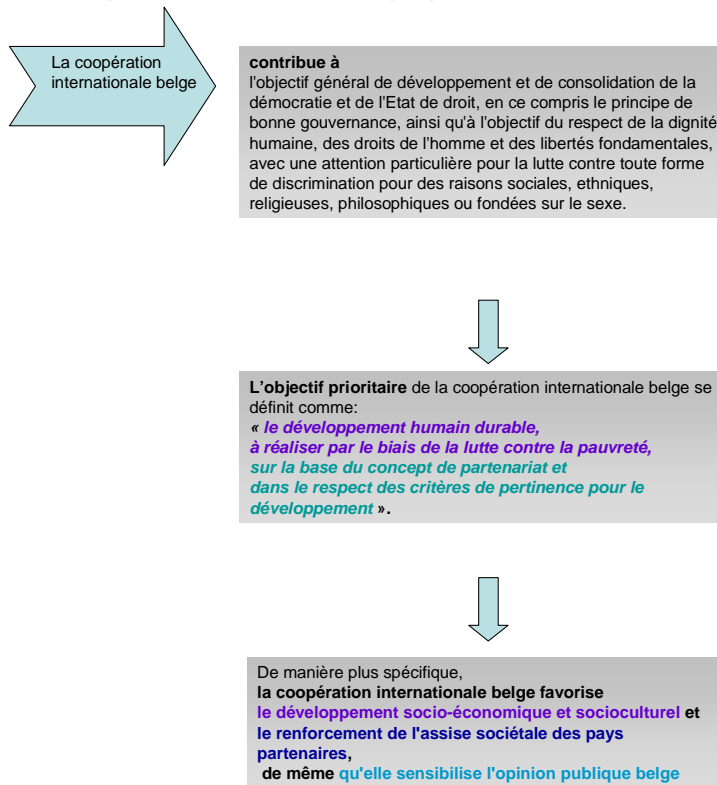 La coopération
internationale belge
contribue à
l'objectif général de développement et de consolidation de la
démocratie et de l'Etat de droit, en ce compris le principe de
bonne gouvernance, ainsi qu'à l'objectif du respect de la dignité
humaine, des droits de l'homme et des libertés fondamentales,
avec une attention particulière pour la lutte contre toute forme
de discrimination pour des raisons sociales, ethniques,
religieuses, philosophiques ou fondées sur le sexe.
L'objectif prioritaire de la coopération internationale belge se
définit comme:
« le développement humain durable,
à réaliser par le biais de la lutte contre la pauvreté,
sur la base du concept de partenariat et
dans le respect des critères de pertinence pour le
développement ».
De manière plus spécifique,
la coopération internationale belge favorise
le développement socio-économique et socioculturel et
le renforcement de l'assise sociétale des pays
partenaires,
de même qu'elle sensibilise l'opinion publique belge